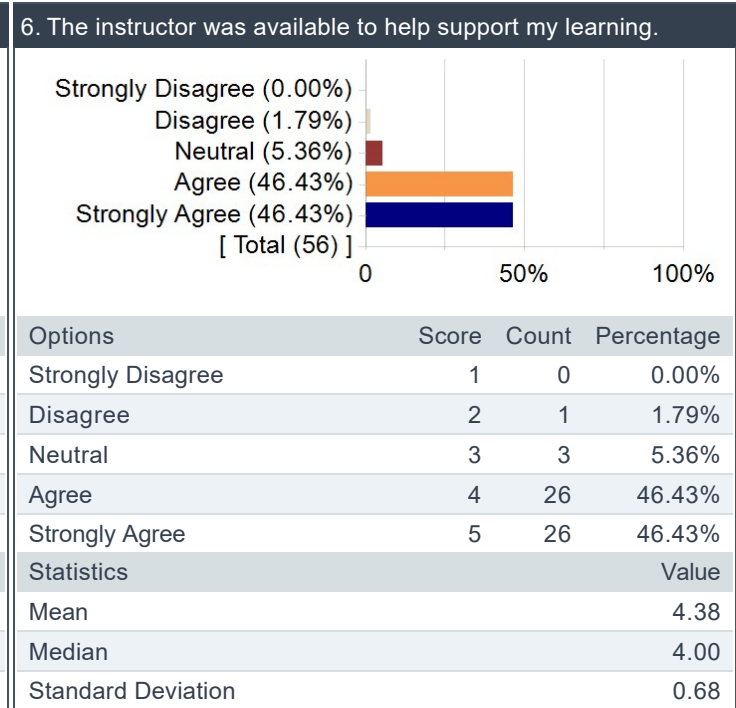 6. The instructor was available to help support my learning.
Strongly Disagree (0.00%)
Disagree (1.79%)
Neutral (5.36%)
Agree (46.43%)
Strongly Agree (46.43%)
[ Total (56) ]
0 50% 100%
Options Score Count Percentage
Strongly Disagree 1 0 0.00%
Disagree 2 1 1.79%
Neutral 3 3 5.36%
Agree 4 26 46.43%
Strongly Agree 5 26 46.43%
Statistics Value
Mean 4.38
Median 4.00
Standard Deviation 0.68